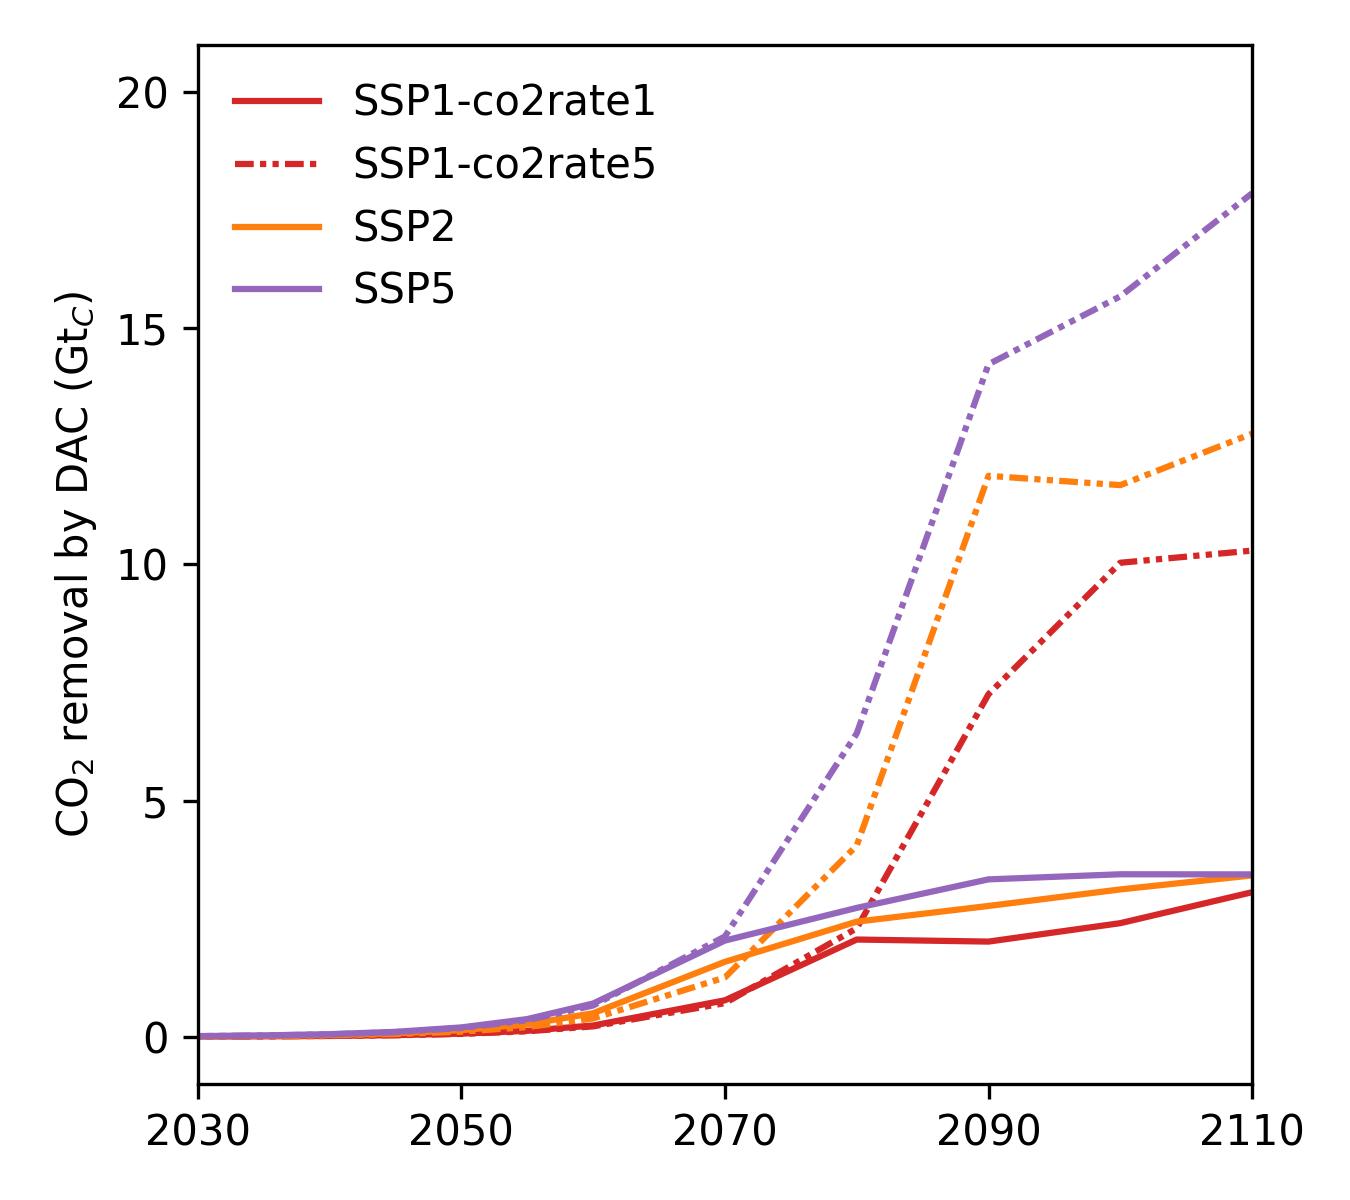 20
15
10
5
0
CO₂ removal by DAC (Gt_C)
SSP1-co2rate1
SSP1-co2rate5
SSP2
SSP5
2030 2050 2070 2090 2110